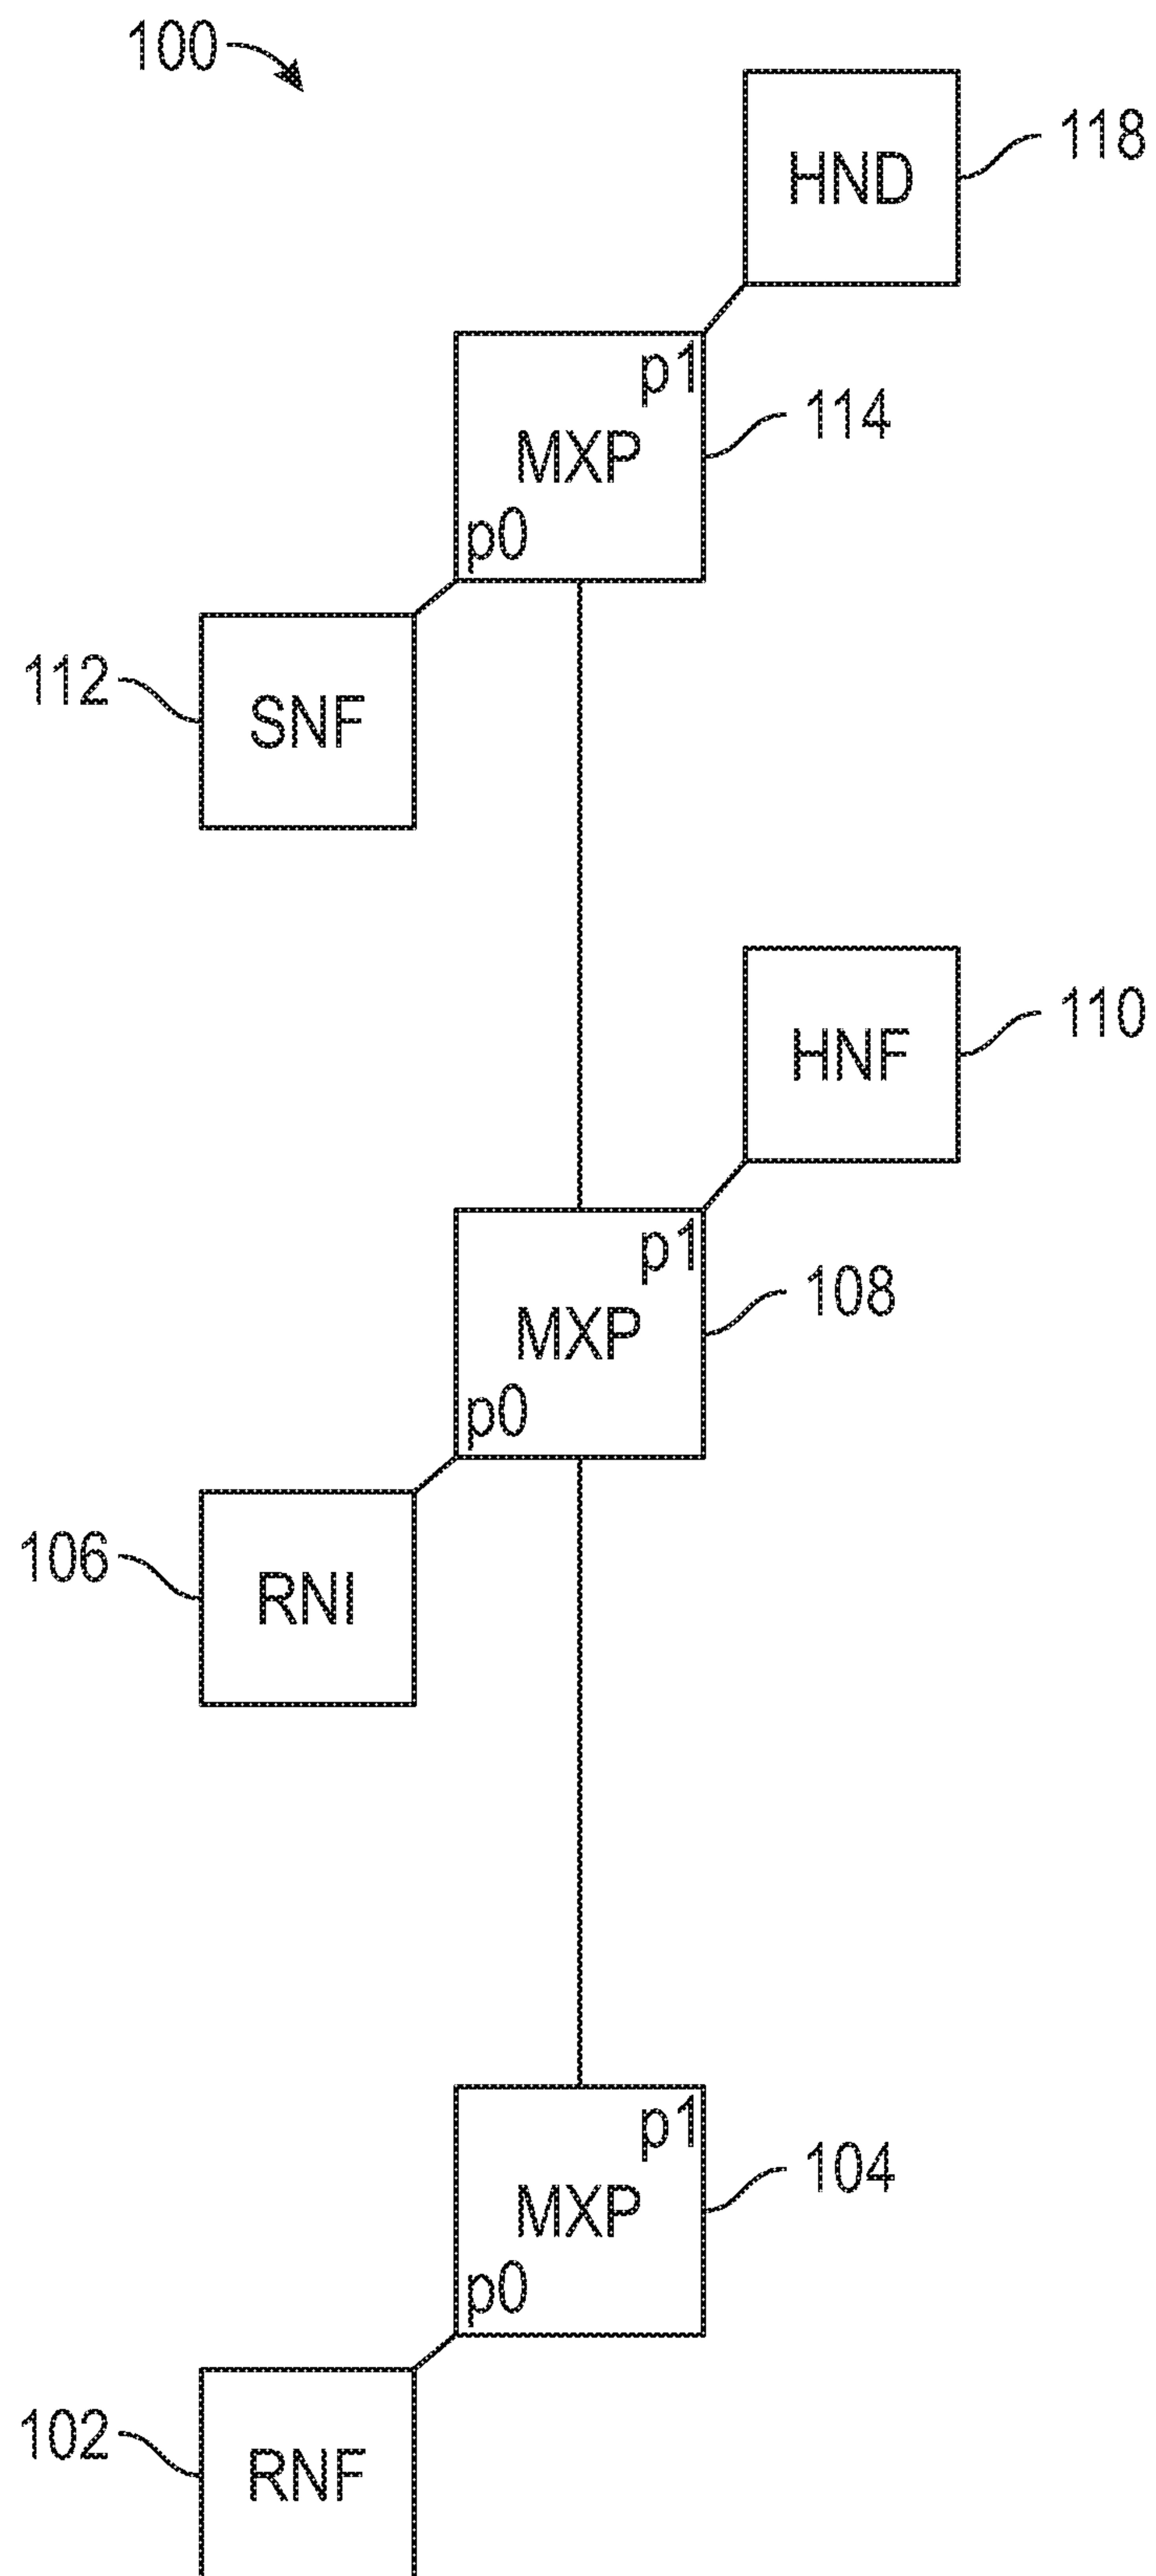 100
HND
118
p1
MXP
114
p0
112
SNF
HNF
110
p1
MXP
108
p0
106
RNI
p1
MXP
104
p0
102
RNF